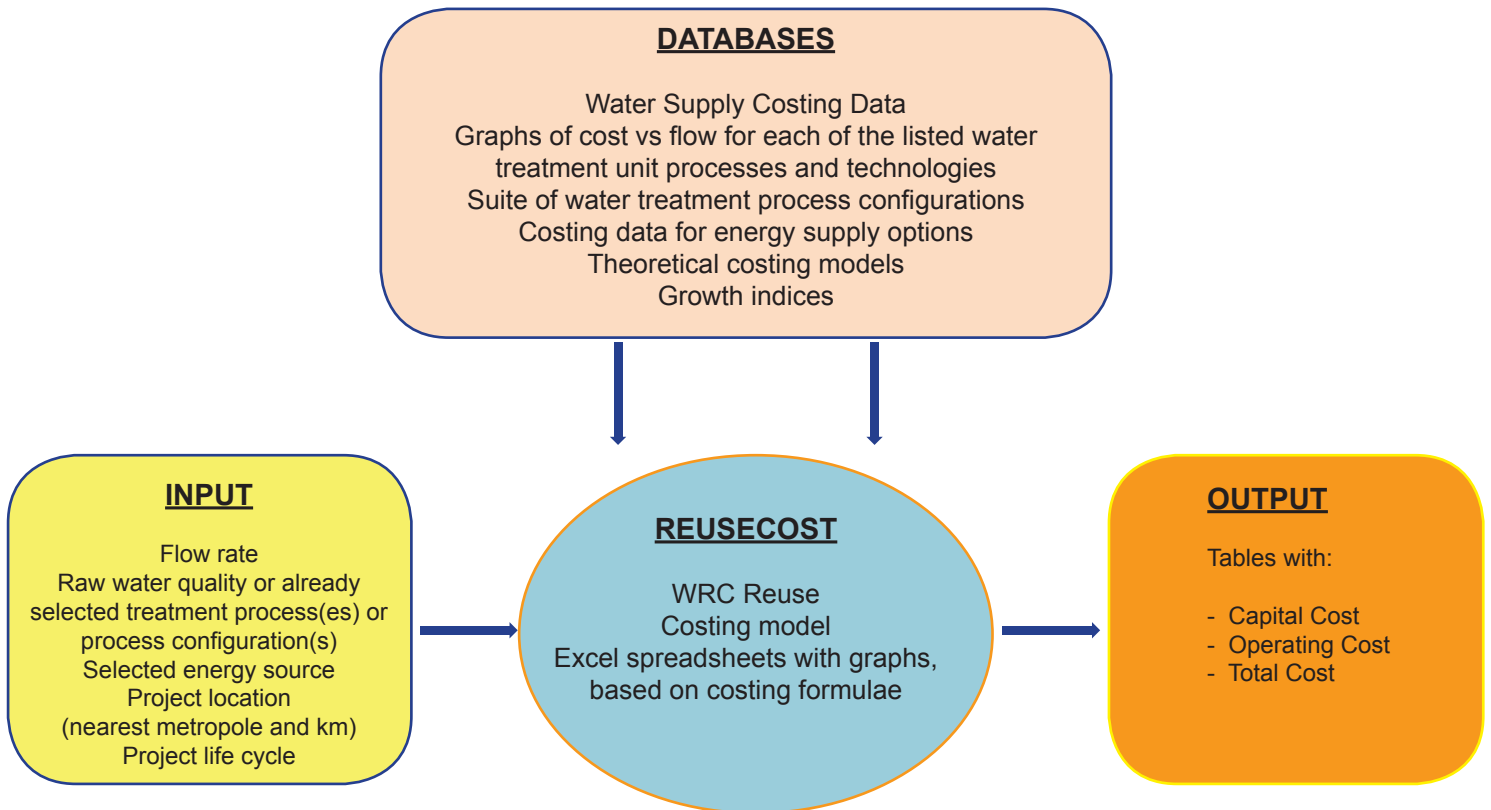 DATABASES
Water Supply Costing Data
Graphs of cost vs flow for each of the listed water
treatment unit processes and technologies
Suite of water treatment process configurations
Costing data for energy supply options
Theoretical costing models
Growth indices
INPUT
Flow rate
Raw water quality or already
selected treatment process(es) or
process configuration(s)
Selected energy source
Project location
(nearest metropole and km)
Project life cycle
REUSECOST
WRC Reuse
Costing model
Excel spreadsheets with graphs,
based on costing formulae
OUTPUT
Tables with:
- Capital Cost
- Operating Cost
- Total Cost